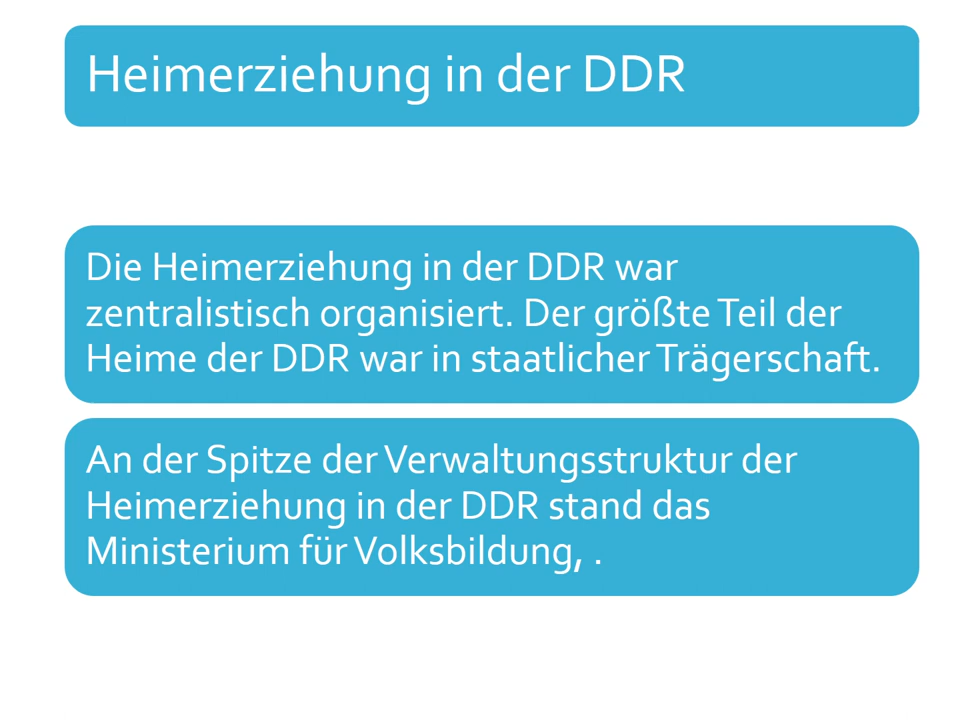 Heimerziehung in der DDR
Die Heimerziehung in der DDR war
zentralistisch organisiert. Der größte Teil der
Heime der DDR war in staatlicher Trägerschaft.
An der Spitze der Verwaltungsstruktur der
Heimerziehung in der DDR stand das
Ministerium für Volksbildung, .